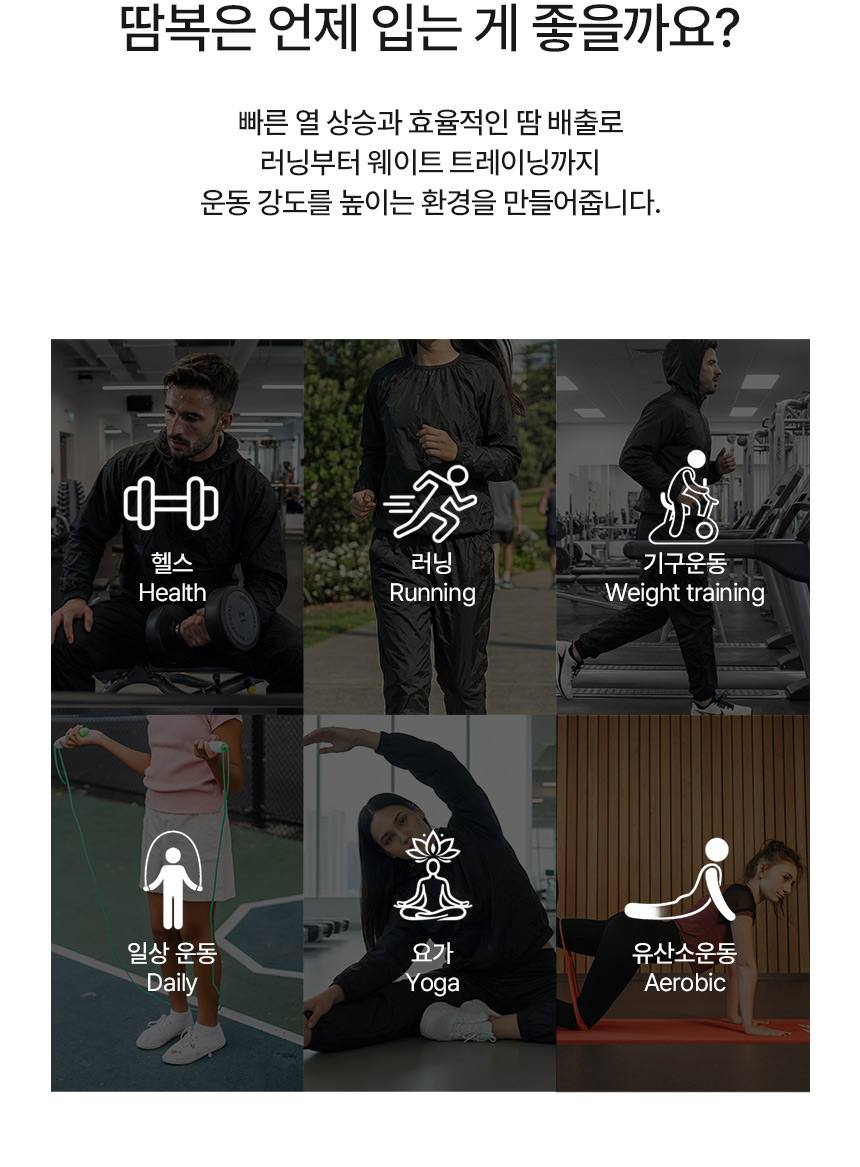 땀복은 언제 입는 게 좋을까요?
빠른 열 상승과 효율적인 땀 배출로
러닝부터 웨이트 트레이닝까지
운동 강도를 높이는 환경을 만들어줍니다.
헬스
Health
러닝
Running
기구운동
Weight training
일상 운동
Daily
요가
Yoga
유산소운동
Aerobic